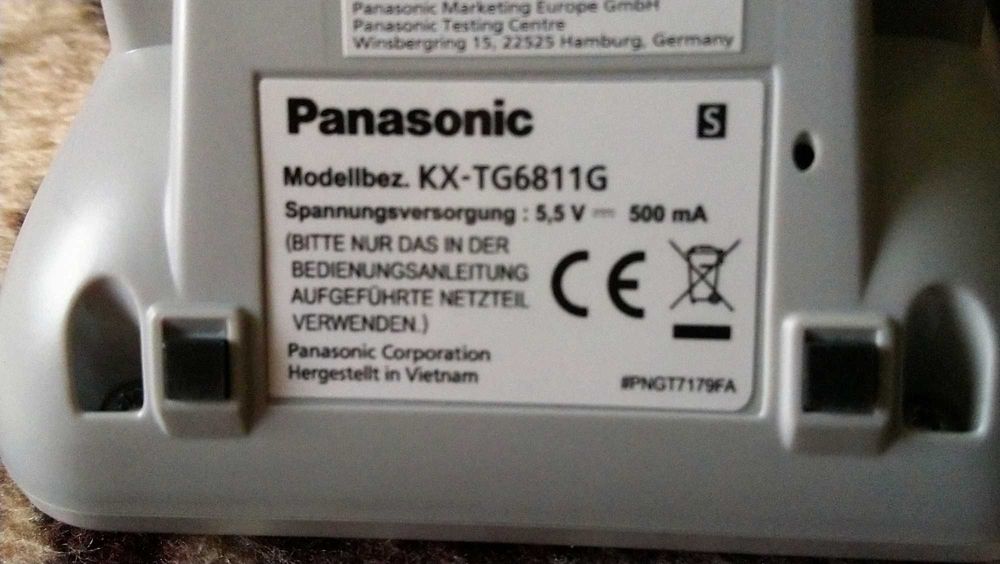 Panasonic Marketing Europe GmbH
Panasonic Testing Centre
Winsbergring 15, 22525 Hamburg, Germany
Panasonic
S
Modellbez. KX-TG6811G
Spannungsversorgung : 5,5 V ⎓ 500 mA
(BITTE NUR DAS IN DER
BEDIENUNGSANLEITUNG
AUFGEFÜHRTE NETZTEIL
VERWENDEN.)
CE
Panasonic Corporation
Hergestellt in Vietnam
#PNGT7179FA